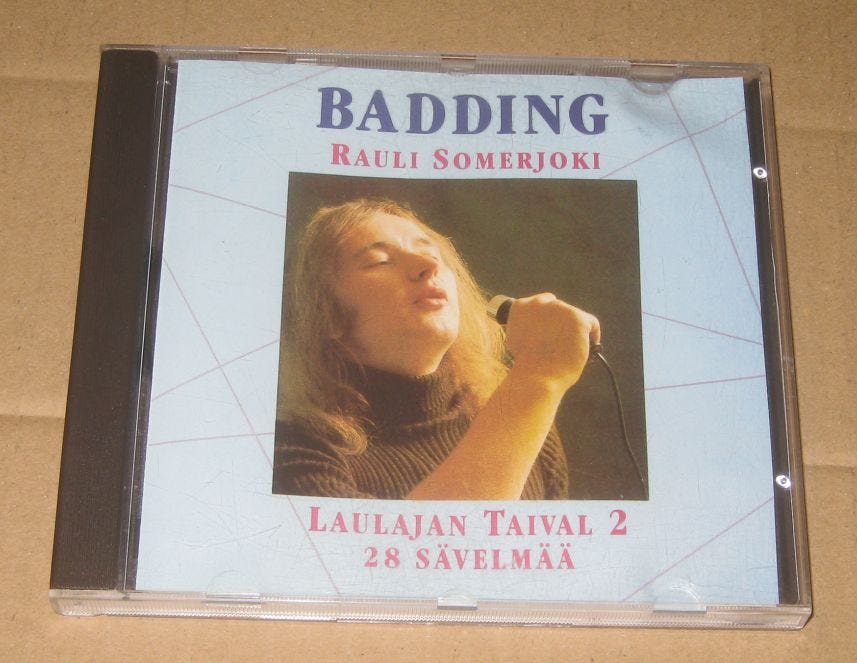 BADDING
RAULI SOMERJOKI
LAULAJAN TAIVAL 2
28 SÄVELMÄÄ